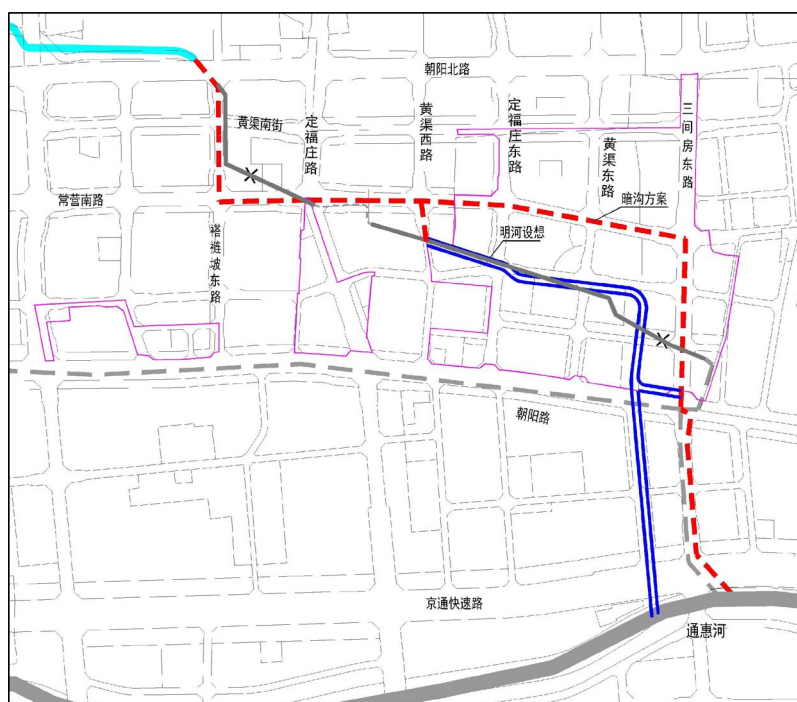 朝阳北路
黄渠南街
定福庄路
黄渠西路
定福庄东路
黄渠东路
三间房东路
常营南路
暗沟方案
明河设想
褡裢坡东路
朝阳路
京通快速路
通惠河